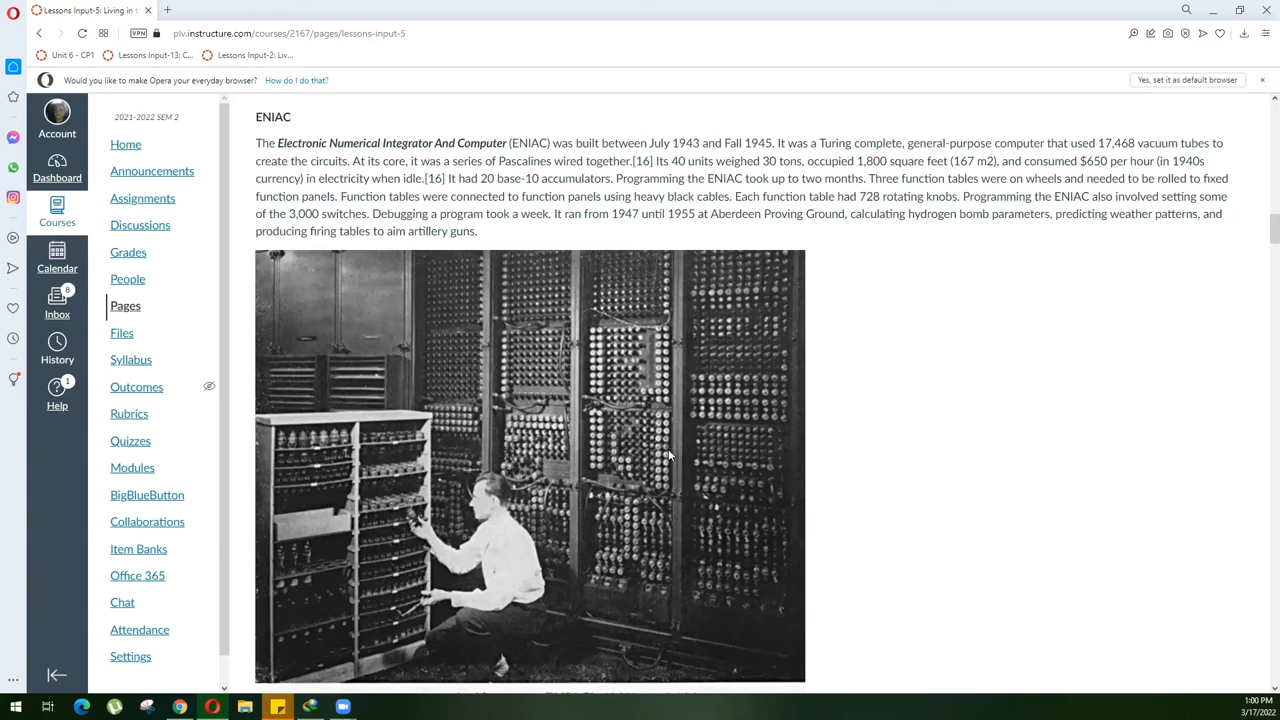 Lessons Input-5: Living in t
VPN
plv.instructure.com/courses/2167/pages/lessons-input-5
Unit 6 - CP1
Lessons Input-13: C...
Lessons Input-2: Liv...
Would you like to make Opera your everyday browser? How do I do that?
Yes, set it as default browser
Account
Dashboard
Courses
Calendar
8
Inbox
History
1
Help
2021-2022 SEM 2
Home
Announcements
Assignments
Discussions
Grades
People
Pages
Files
Syllabus
Outcomes
Rubrics
Quizzes
Modules
BigBlueButton
Collaborations
Item Banks
Office 365
Chat
Attendance
Settings
ENIAC
The Electronic Numerical Integrator And Computer (ENIAC) was built between July 1943 and Fall 1945. It was a Turing complete, general-purpose computer that used 17,468 vacuum tubes to
create the circuits. At its core, it was a series of Pascalines wired together.[16] Its 40 units weighed 30 tons, occupied 1,800 square feet (167 m2), and consumed $650 per hour (in 1940s
currency) in electricity when idle.[16] It had 20 base-10 accumulators. Programming the ENIAC took up to two months. Three function tables were on wheels and needed to be rolled to fixed
function panels. Function tables were connected to function panels using heavy black cables. Each function table had 728 rotating knobs. Programming the ENIAC also involved setting some
of the 3,000 switches. Debugging a program took a week. It ran from 1947 until 1955 at Aberdeen Proving Ground, calculating hydrogen bomb parameters, predicting weather patterns, and
producing firing tables to aim artillery guns.
1:00 PM
3/17/2022